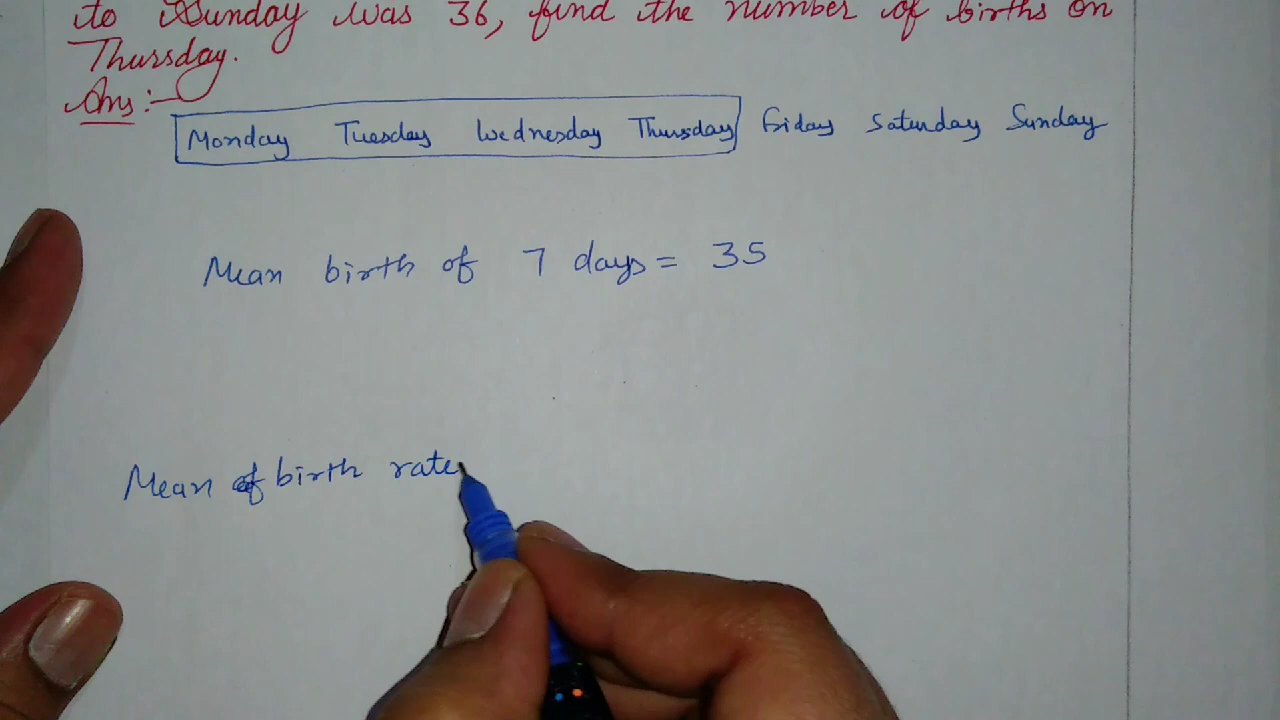 to Sunday was 36, find the number of births on
Thursday.
Ans:-
Monday Tuesday Wednesday Thursday Friday Saturday Sunday
Mean birth of 7 days = 35
Mean of birth rate